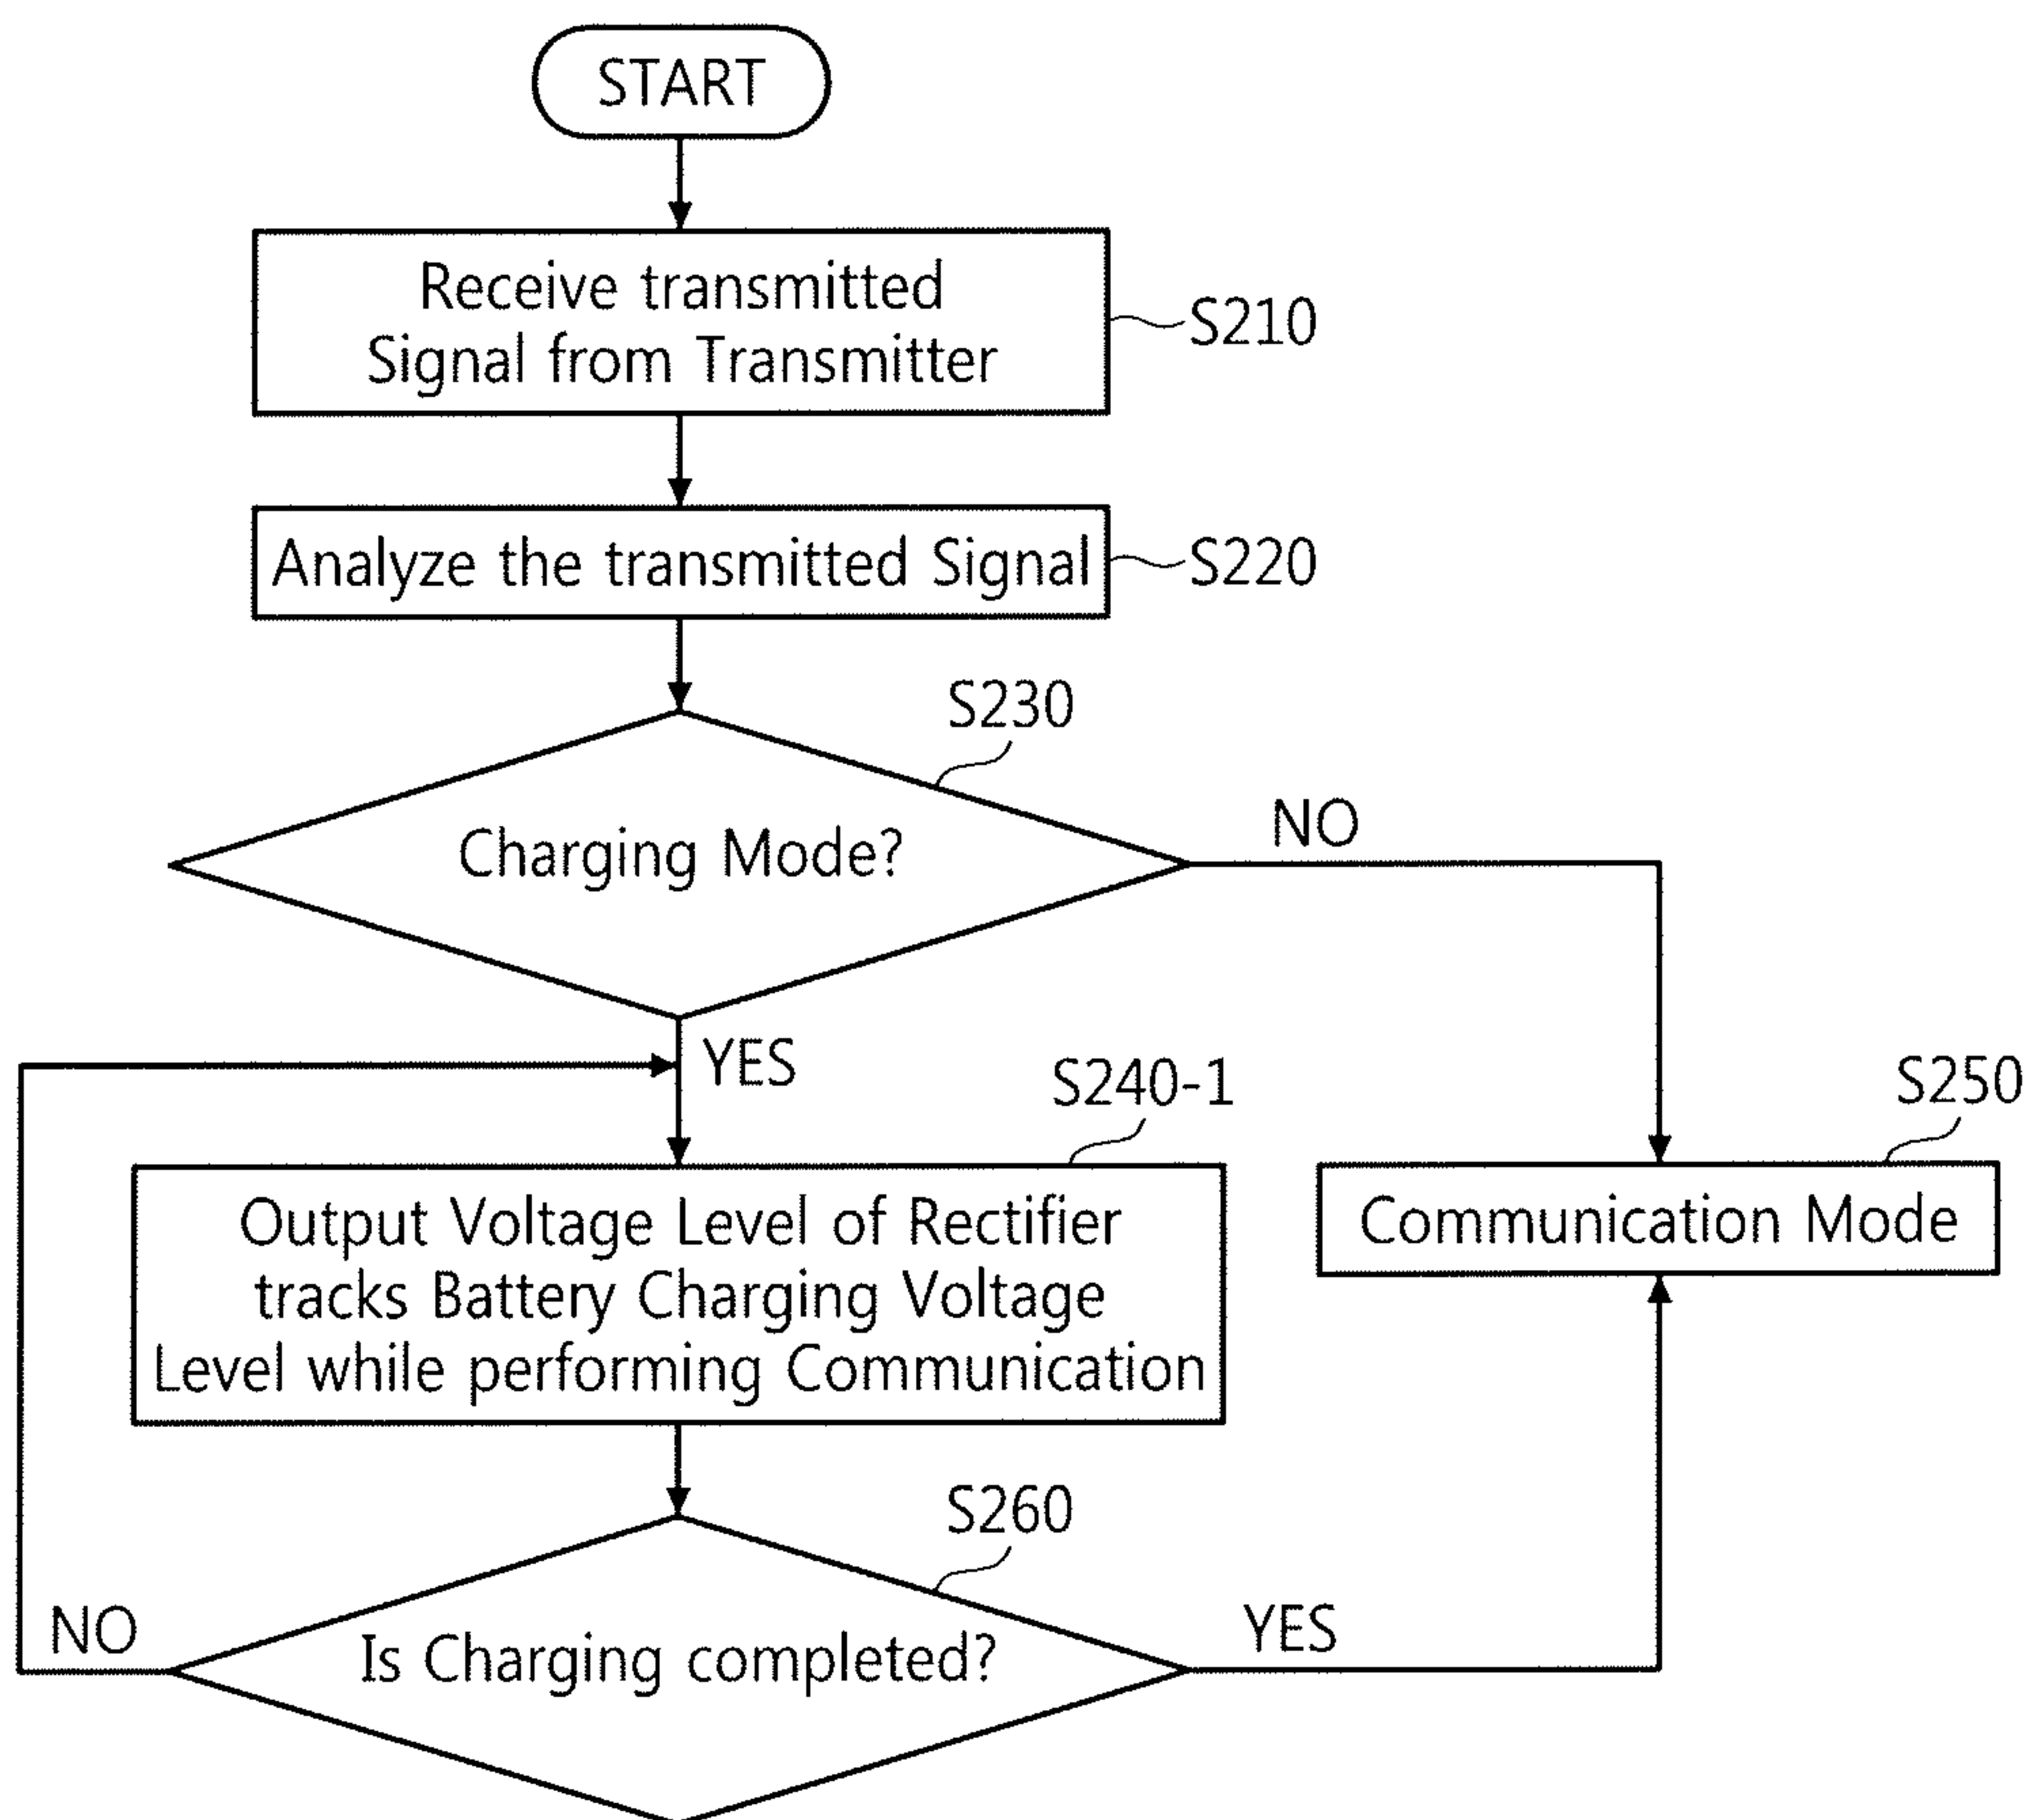 START
Receive transmitted
Signal from Transmitter
S210
Analyze the transmitted Signal
S220
S230
Charging Mode?
NO
YES
S240-1
S250
Output Voltage Level of Rectifier
tracks Battery Charging Voltage
Level while performing Communication
Communication Mode
S260
NO
Is Charging completed?
YES